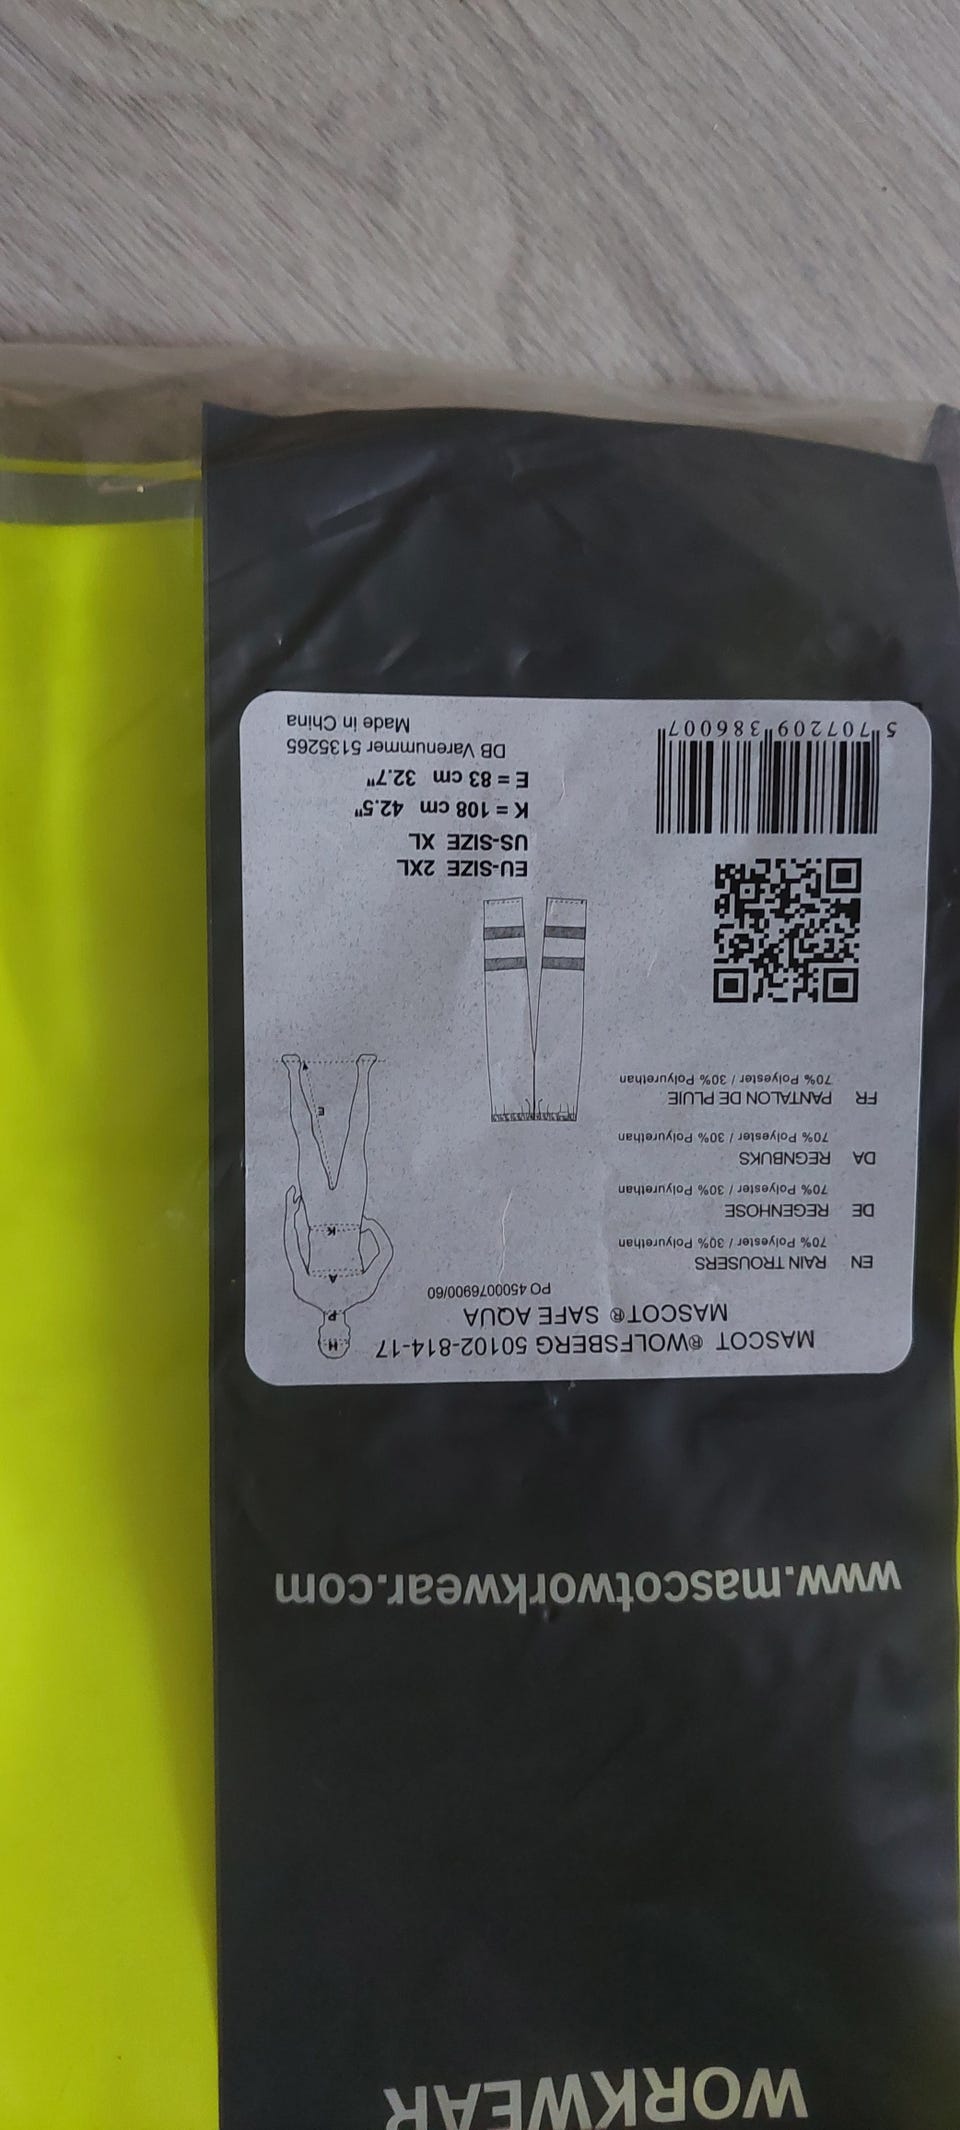 WORKWEAR
www.mascotworkwear.com
MASCOT ®WOLFSBERG 50102-814-17
MASCOT® SAFE AQUA
PO 4500076900/60
EN RAIN TROUSERS
70% Polyester / 30% Polyurethan
DE REGENHOSE
70% Polyester / 30% Polyurethan
DA REGNBUKS
70% Polyester / 30% Polyurethan
FR PANTALON DE PLUIE
70% Polyester / 30% Polyurethan
H
P
A
K
E
EU-SIZE 2XL
US-SIZE XL
K = 108 cm 42.5"
E = 83 cm 32.7"
DB Varenummer 5135265
Made in China
5 707209 386007